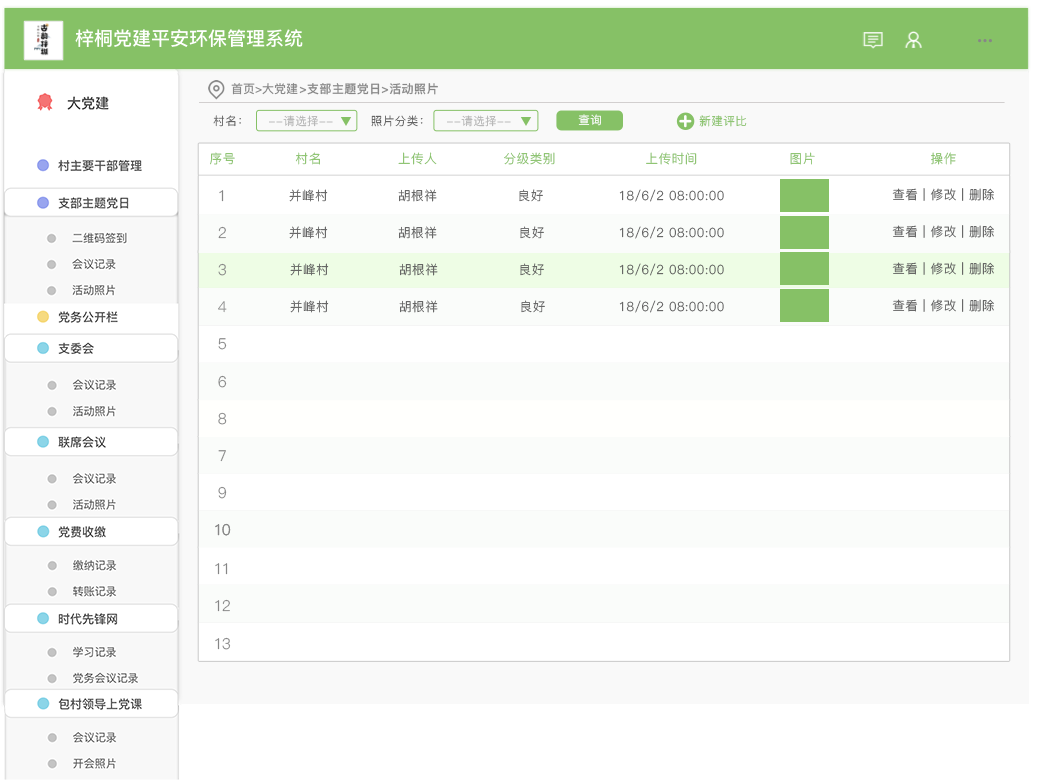 梓桐党建平安环保管理系统
大党建
村主要干部管理
支部主题党日
二维码签到
会议记录
活动照片
党务公开栏
支委会
会议记录
活动照片
联席会议
会议记录
活动照片
党费收缴
缴纳记录
转账记录
时代先锋网
学习记录
党务会议记录
包村领导上党课
会议记录
开会照片
首页>大党建>支部主题党日>活动照片
村名: --请选择-- 照片分类: --请选择-- 查询 新建评比
序号 村名 上传人 分级类别 上传时间 图片 操作
1 并峰村 胡根祥 良好 18/6/2 08:00:00 查看 | 修改 | 删除
2 并峰村 胡根祥 良好 18/6/2 08:00:00 查看 | 修改 | 删除
3 并峰村 胡根祥 良好 18/6/2 08:00:00 查看 | 修改 | 删除
4 并峰村 胡根祥 良好 18/6/2 08:00:00 查看 | 修改 | 删除
5
6
8
7
9
10
11
12
13